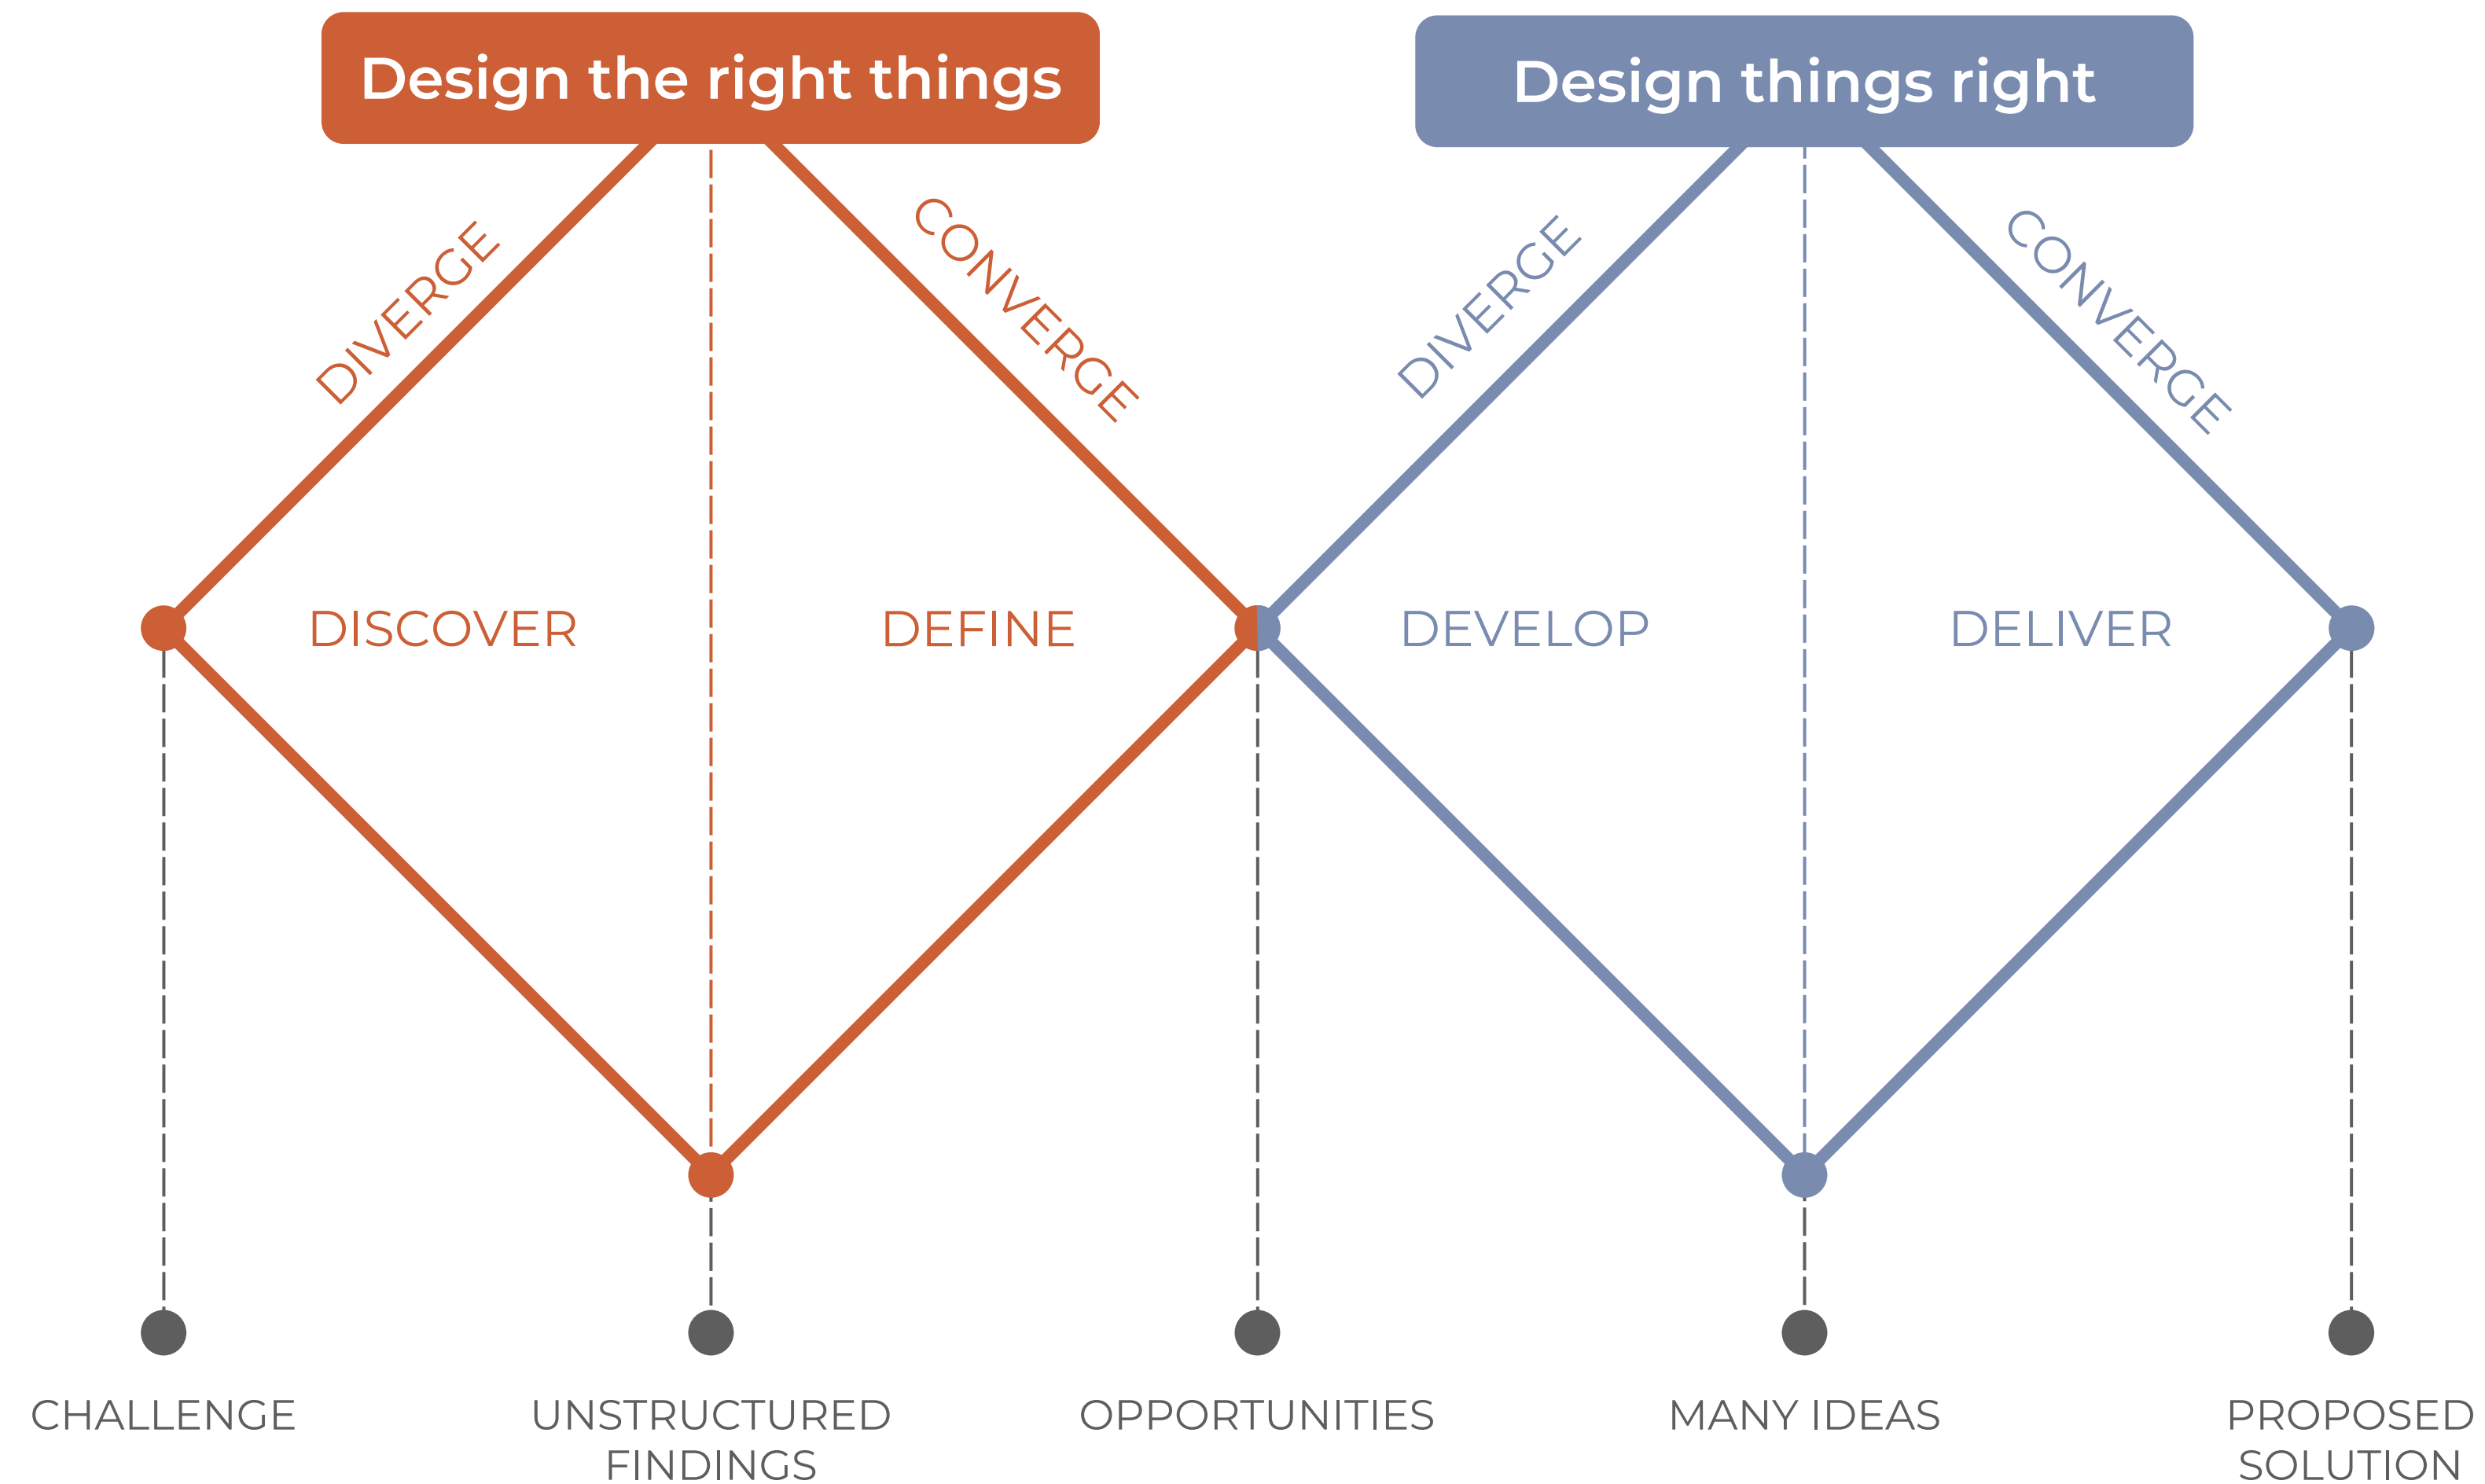 Design the right things
Design things right
DIVERGE
CONVERGE
DIVERGE
CONVERGE
DISCOVER
DEFINE
DEVELOP
DELIVER
CHALLENGE
UNSTRUCTURED
FINDINGS
OPPORTUNITIES
MANY IDEAS
PROPOSED
SOLUTION